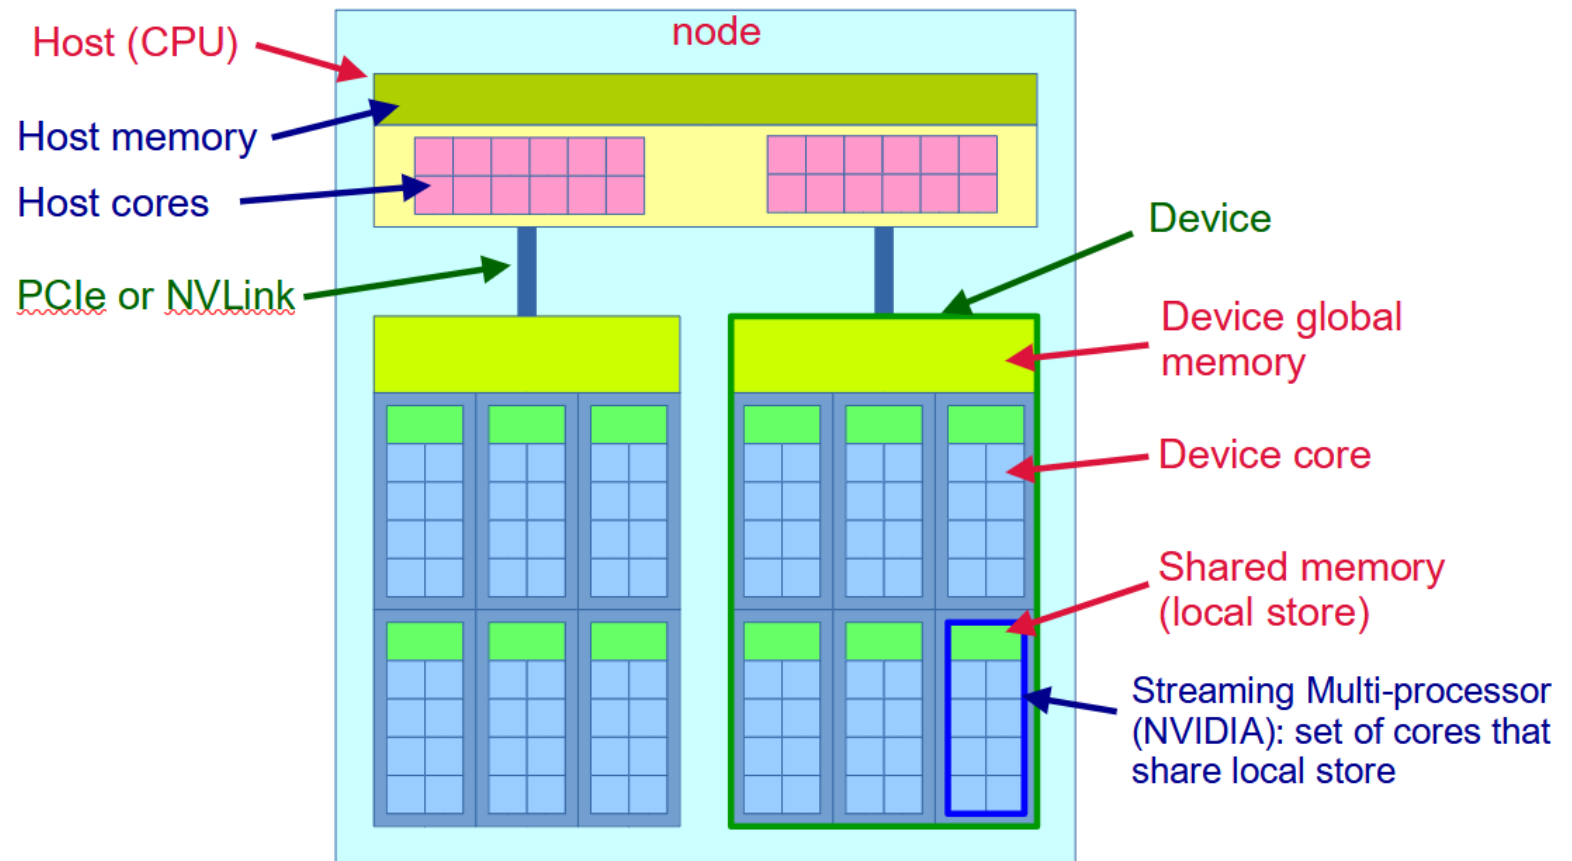 node
Host (CPU)
Host memory
Host cores
PCIe or NVLink
Device
Device global
memory
Device core
Shared memory
(local store)
Streaming Multi-processor
(NVIDIA): set of cores that
share local store